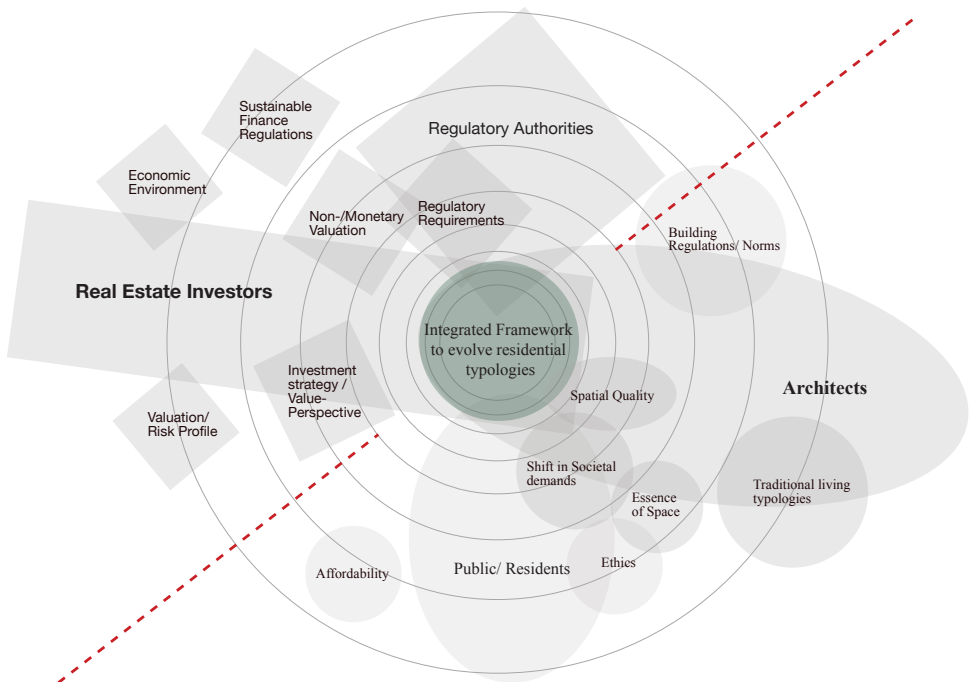 Sustainable
Finance
Regulations
Regulatory Authorities
Economic
Environment
Non-/Monetary
Valuation
Regulatory
Requirements
Building
Regulations/ Norms
Real Estate Investors
Integrated Framework
to evolve residential
typologies
Investment
strategy /
Value-
Perspective
Spatial Quality
Architects
Valuation/
Risk Profile
Shift in Societal
demands
Essence
of Space
Traditional living
typologies
Affordability
Public/ Residents
Ethics